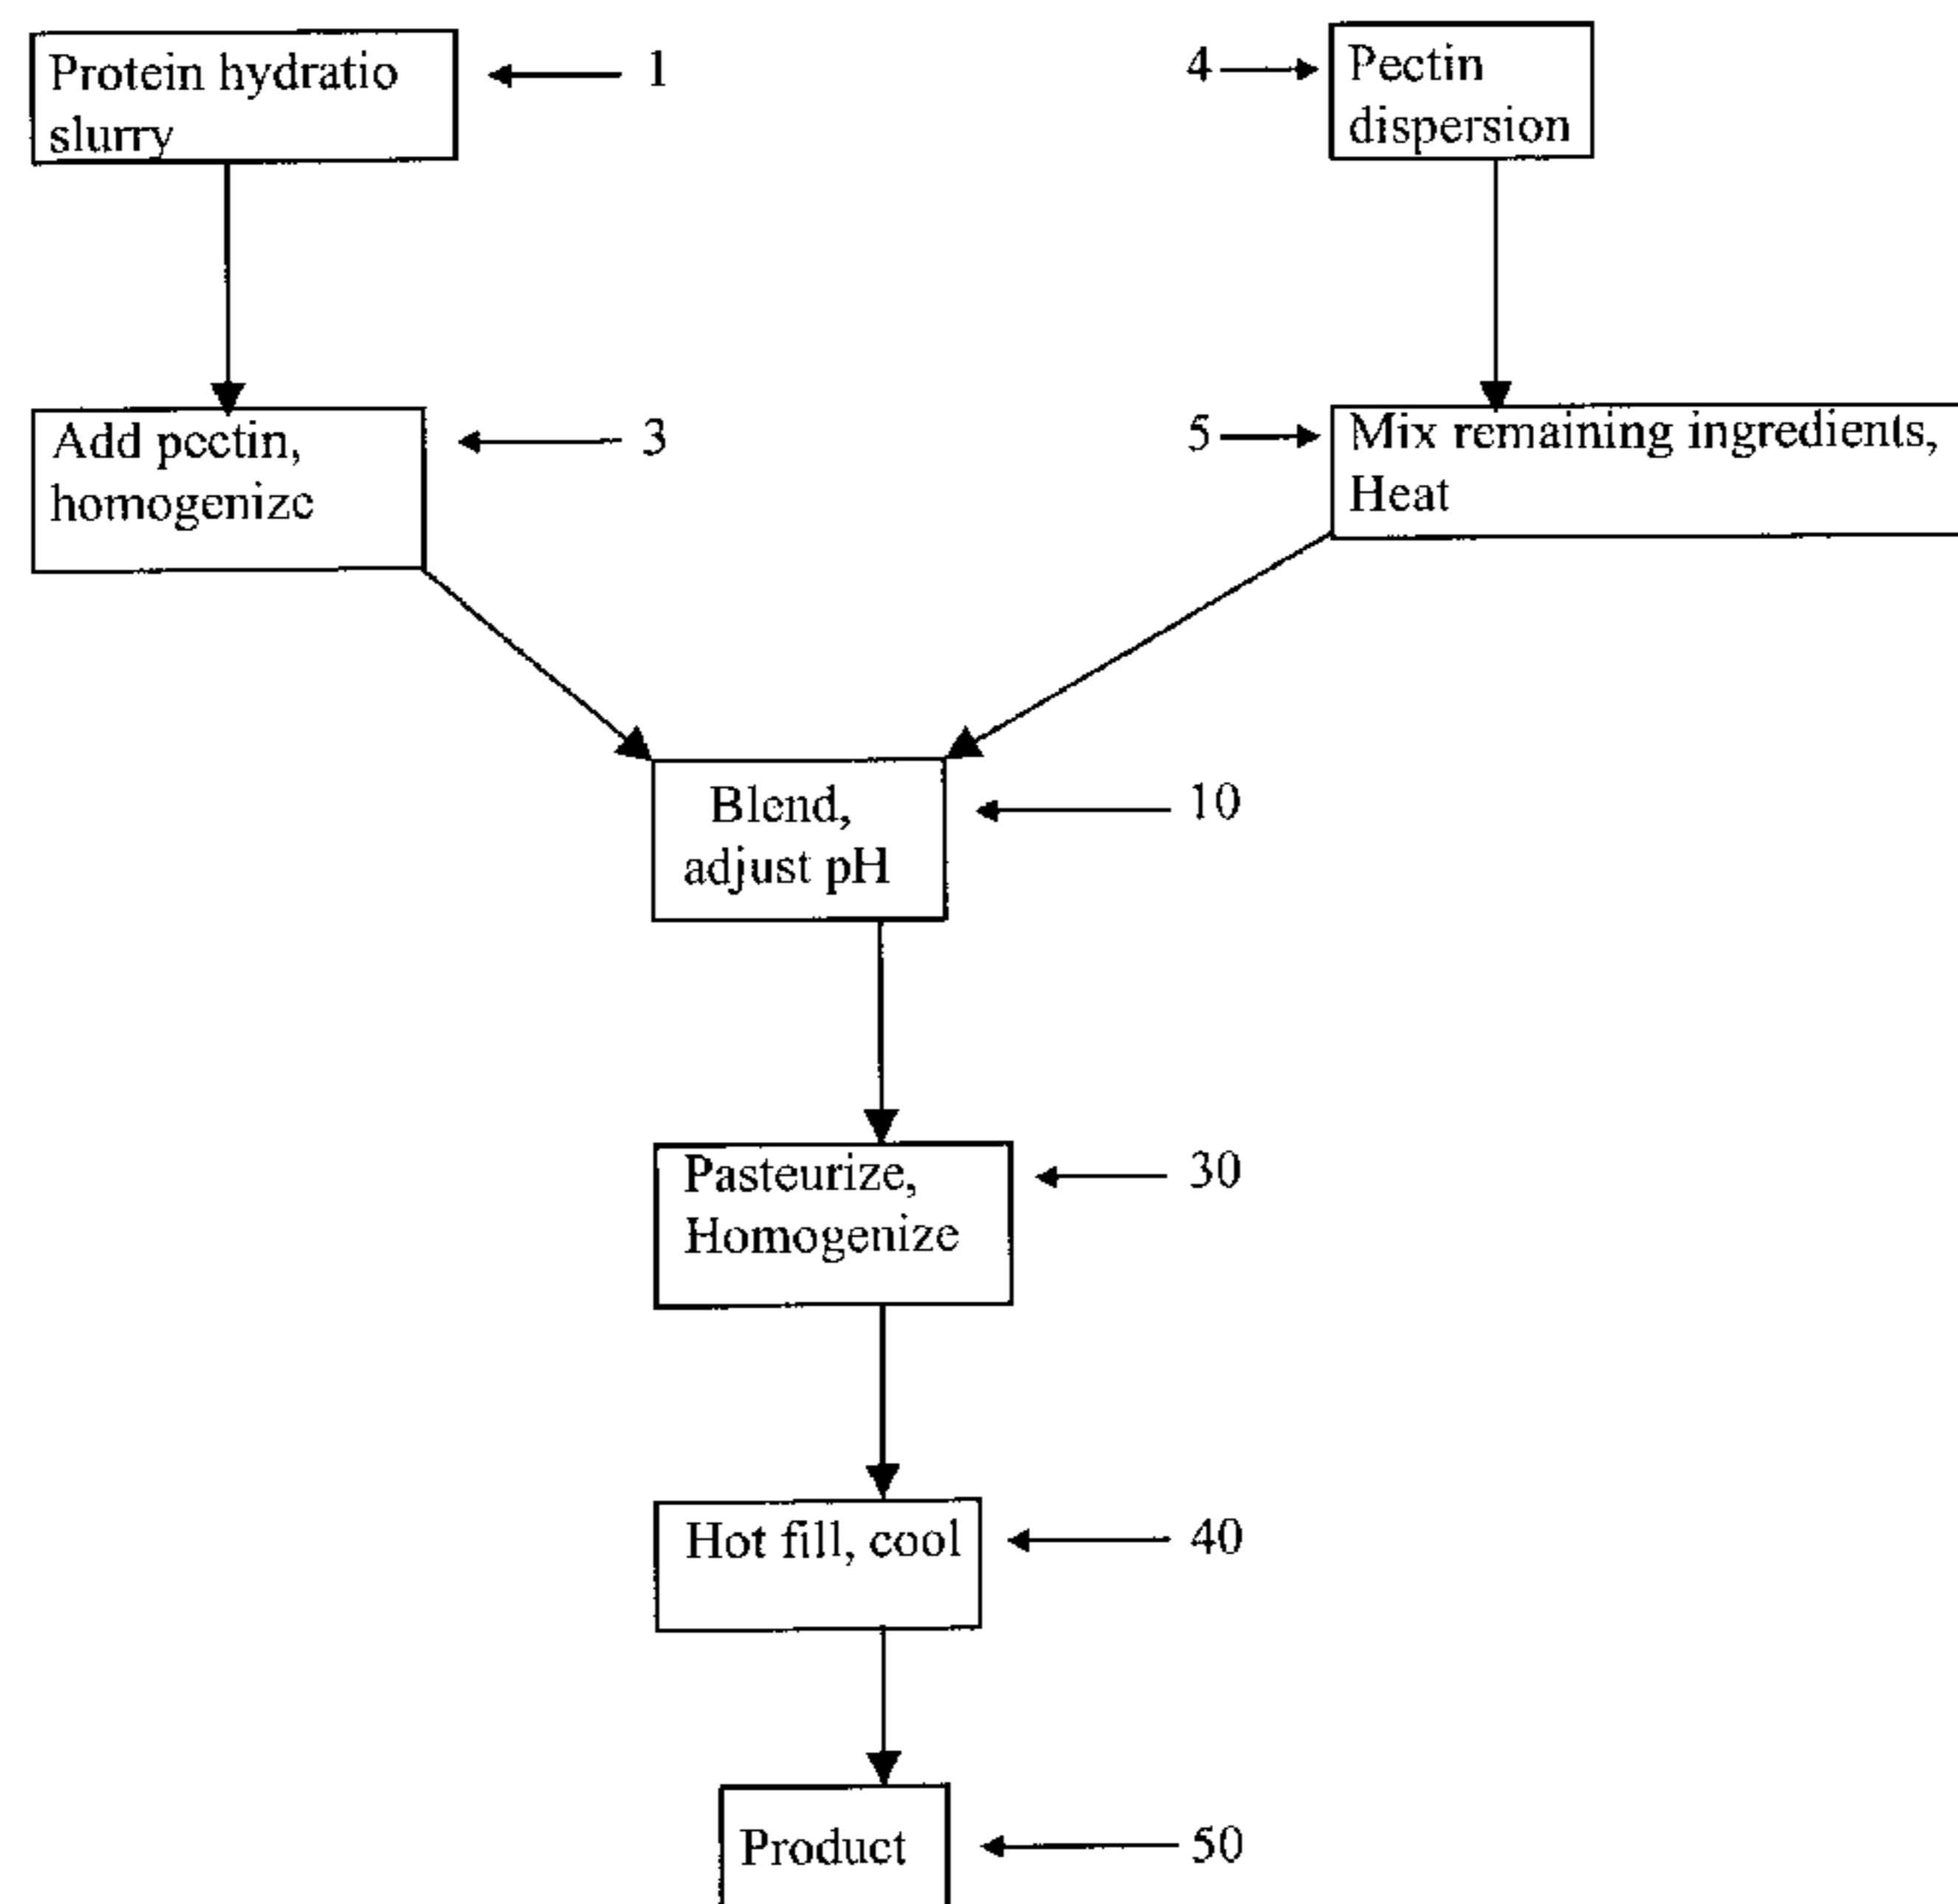 Protein hydratio
slurry
1
4
Pectin
dispersion
Add pectin,
homogenize
3
5
Mix remaining ingredients,
Heat
Blend,
adjust pH
10
Pasteurize,
Homogenize
30
Hot fill, cool
40
Product
50